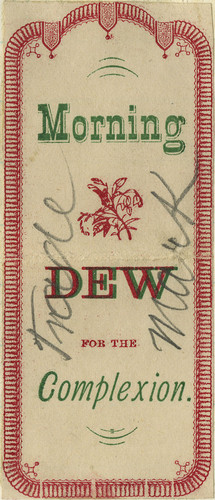 Morning
DEW
FOR THE
Complexion.
Trade
Mark